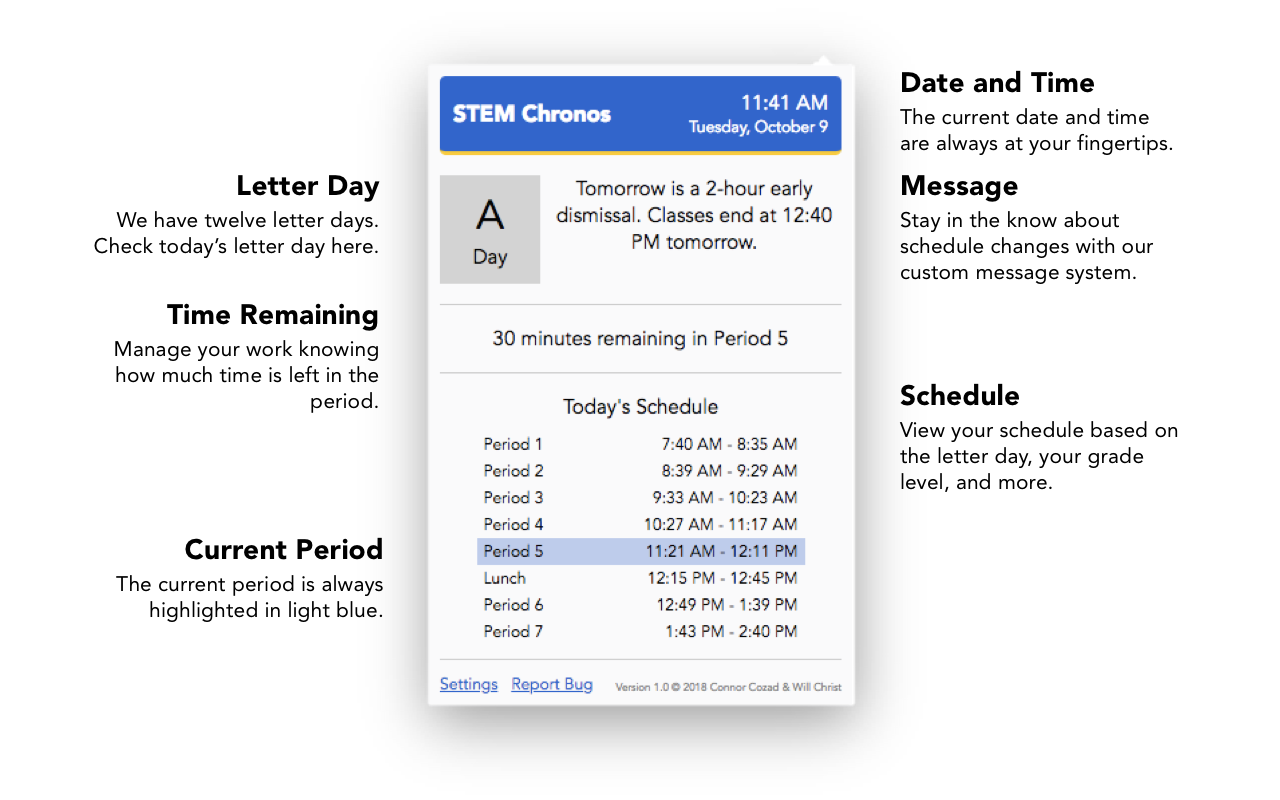 STEM Chronos
11:41 AM
Tuesday, October 9
A
Day
Tomorrow is a 2-hour early
dismissal. Classes end at 12:40
PM tomorrow.
30 minutes remaining in Period 5
Today's Schedule
Period 1 7:40 AM - 8:35 AM
Period 2 8:39 AM - 9:29 AM
Period 3 9:33 AM - 10:23 AM
Period 4 10:27 AM - 11:17 AM
Period 5 11:21 AM - 12:11 PM
Lunch 12:15 PM - 12:45 PM
Period 6 12:49 PM - 1:39 PM
Period 7 1:43 PM - 2:40 PM
Settings Report Bug Version 1.0 © 2018 Connor Cozad & Will Christ
Letter Day
We have twelve letter days.
Check today’s letter day here.
Time Remaining
Manage your work knowing
how much time is left in the
period.
Current Period
The current period is always
highlighted in light blue.
Date and Time
The current date and time
are always at your fingertips.
Message
Stay in the know about
schedule changes with our
custom message system.
Schedule
View your schedule based on
the letter day, your grade
level, and more.